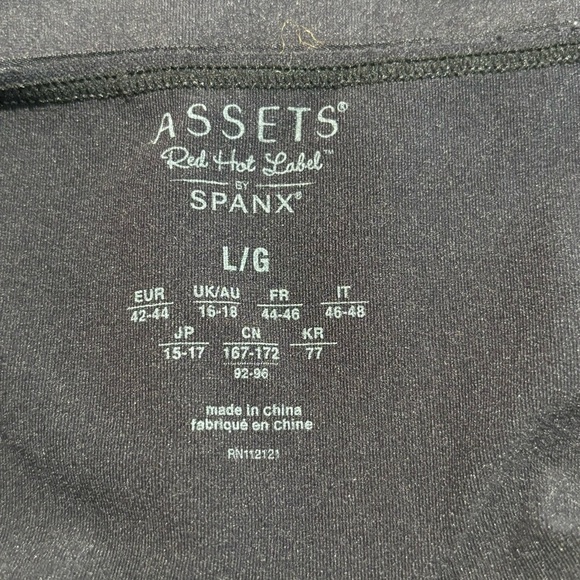 ASSETS®
Red Hot Label™
BY
SPANX®
L/G
EUR UK/AU FR IT
42-44 16-18 44-46 46-48
JP CN KR
15-17 167-172 77
92-96
made in China
fabriqué en Chine
RN112121